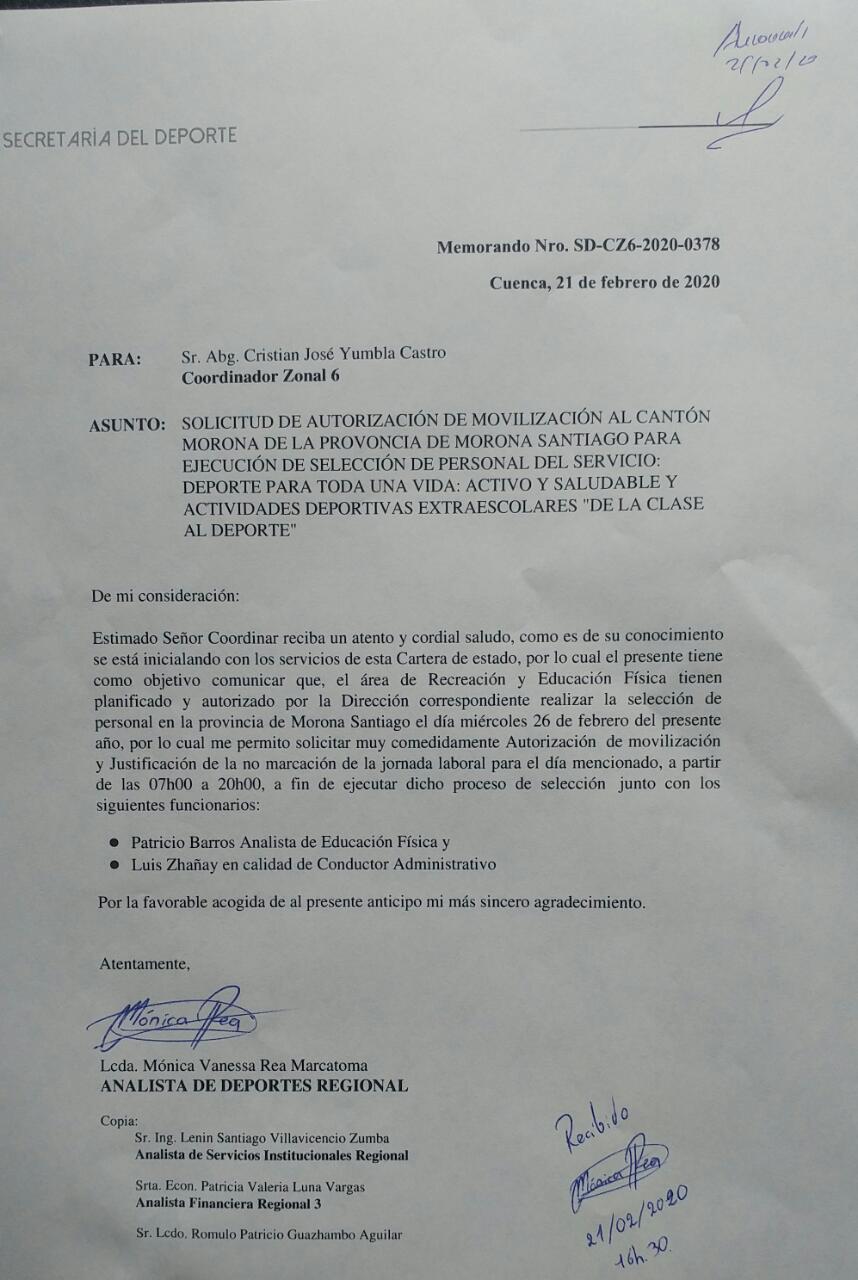 21/02/20
SECRETARÍA DEL DEPORTE
Memorando Nro. SD-CZ6-2020-0378
Cuenca, 21 de febrero de 2020
PARA: Sr. Abg. Cristian José Yumbla Castro
Coordinador Zonal 6
ASUNTO: SOLICITUD DE AUTORIZACIÓN DE MOVILIZACIÓN AL CANTÓN
MORONA DE LA PROVONCIA DE MORONA SANTIAGO PARA
EJECUCIÓN DE SELECCIÓN DE PERSONAL DEL SERVICIO:
DEPORTE PARA TODA UNA VIDA: ACTIVO Y SALUDABLE Y
ACTIVIDADES DEPORTIVAS EXTRAESCOLARES "DE LA CLASE
AL DEPORTE"
De mi consideración:
Estimado Señor Coordinar reciba un atento y cordial saludo, como es de su conocimiento
se está inicialando con los servicios de esta Cartera de estado, por lo cual el presente tiene
como objetivo comunicar que, el área de Recreación y Educación Física tienen
planificado y autorizado por la Dirección correspondiente realizar la selección de
personal en la provincia de Morona Santiago el día miércoles 26 de febrero del presente
año, por lo cual me permito solicitar muy comedidamente Autorización de movilización
y Justificación de la no marcación de la jornada laboral para el día mencionado, a partir
de las 07h00 a 20h00, a fin de ejecutar dicho proceso de selección junto con los
siguientes funcionarios:
● Patricio Barros Analista de Educación Física y
● Luis Zhañay en calidad de Conductor Administrativo
Por la favorable acogida de al presente anticipo mi más sincero agradecimiento.
Atentamente,
Mónica Rea
Lcda. Mónica Vanessa Rea Marcatoma
ANALISTA DE DEPORTES REGIONAL
Copia:
Sr. Ing. Lenin Santiago Villavicencio Zumba
Analista de Servicios Institucionales Regional
Srta. Econ. Patricia Valeria Luna Vargas
Analista Financiera Regional 3
Sr. Lcdo. Romulo Patricio Guazhambo Aguilar
Recibido
Mónica Rea
21/02/2020
16h.30.